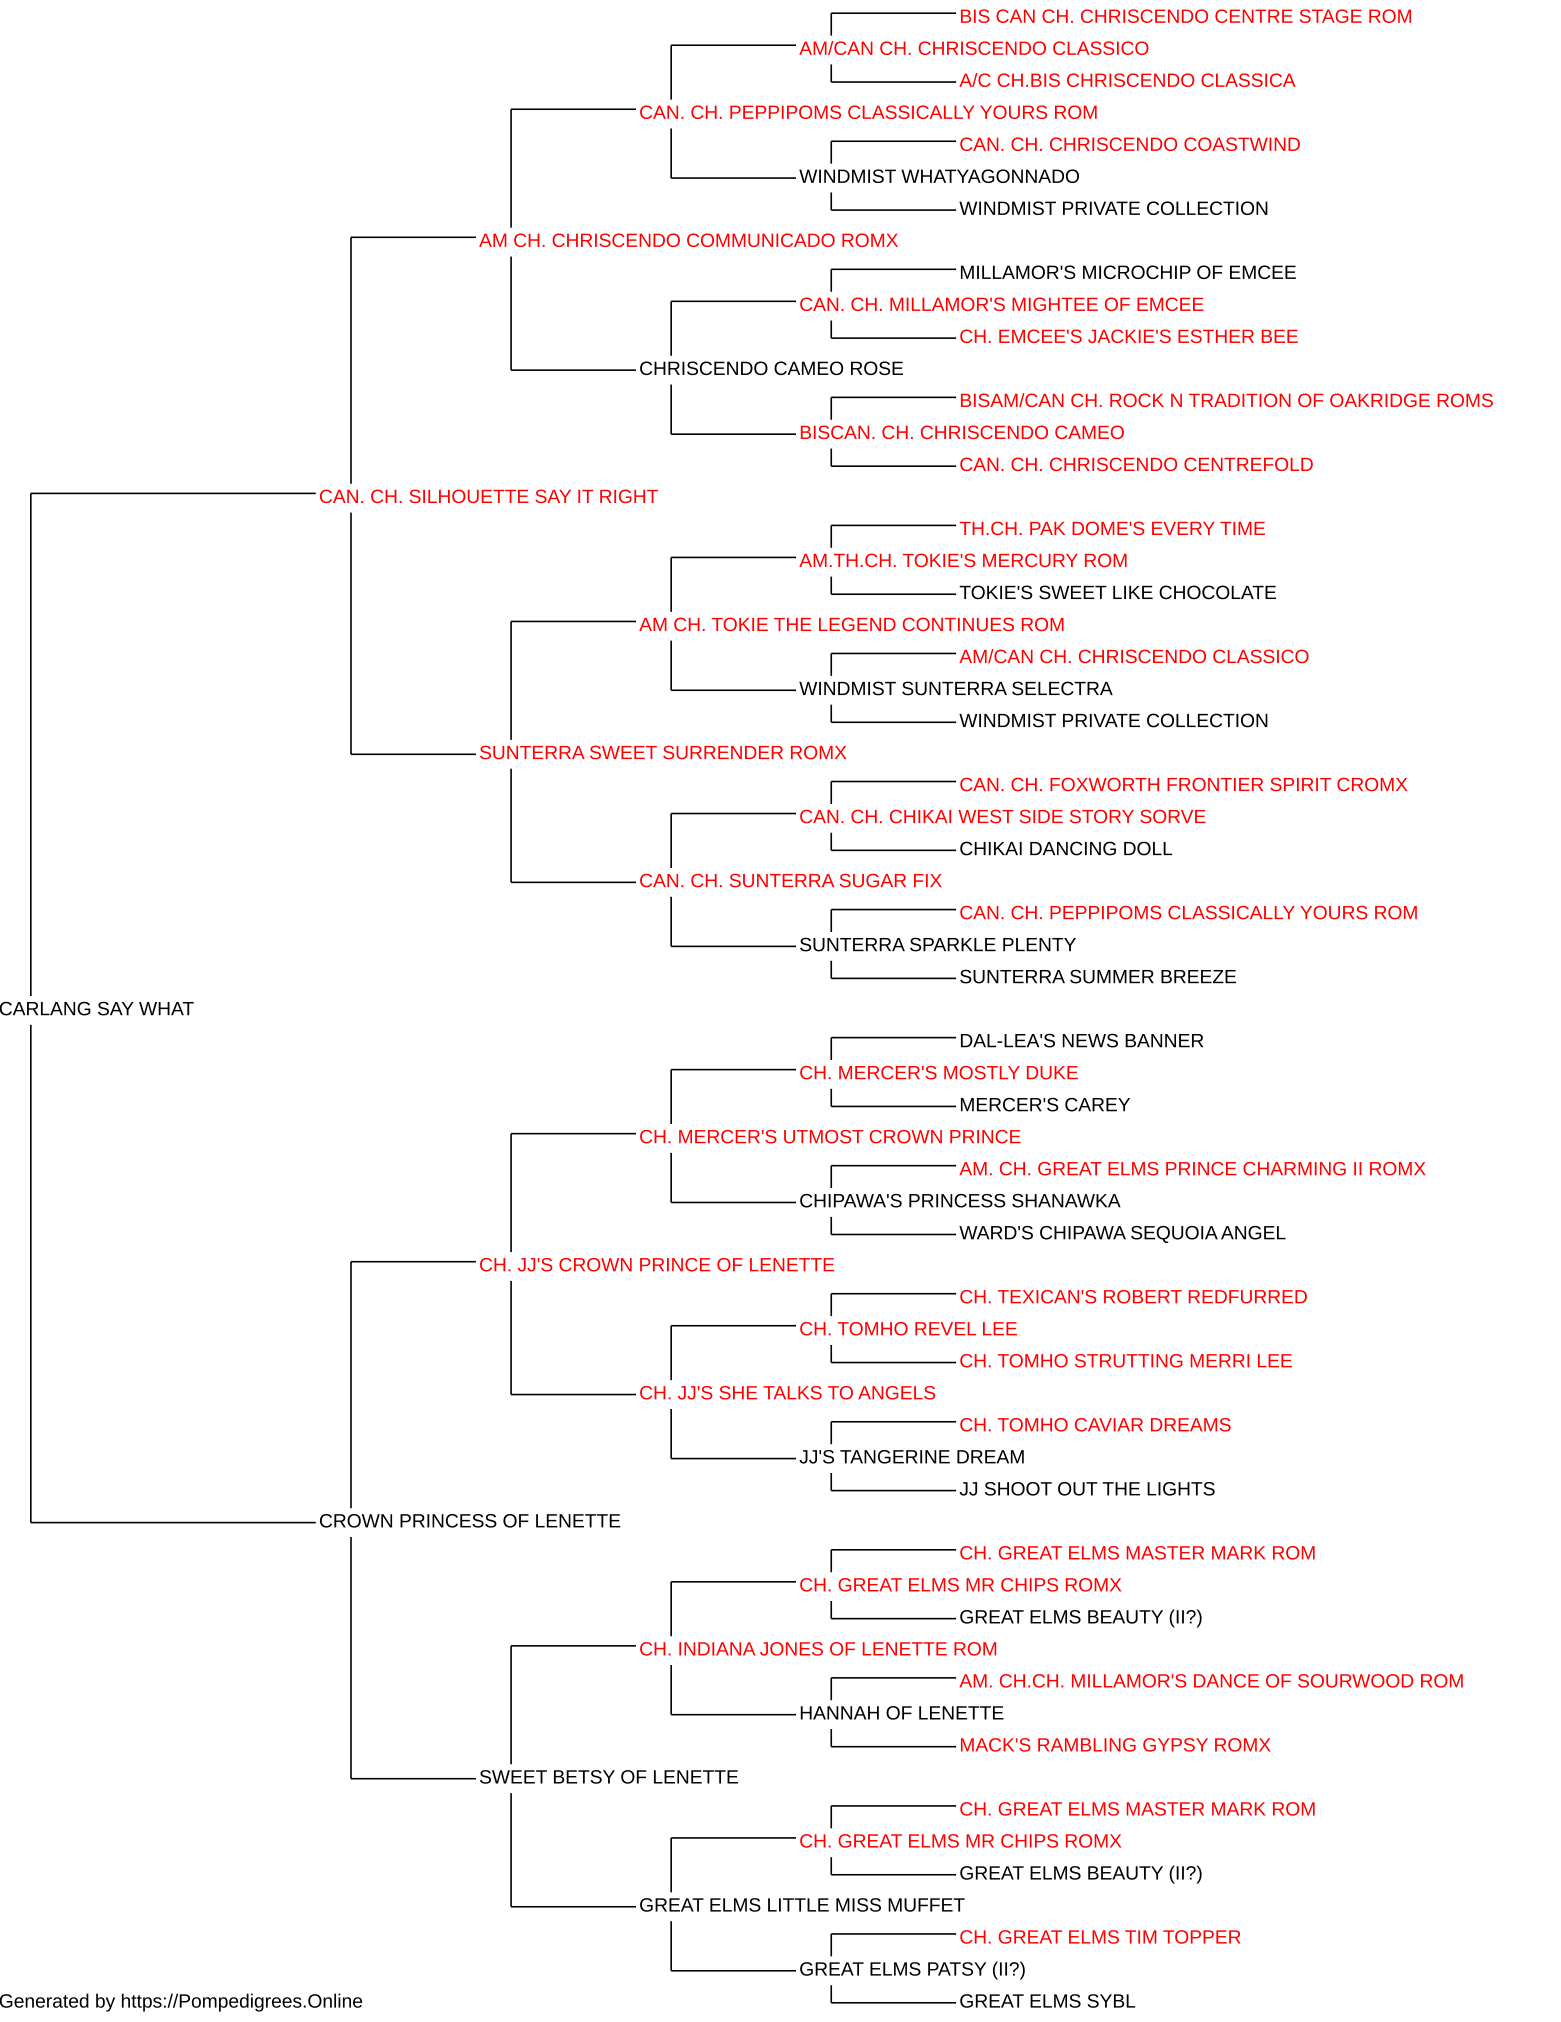 BIS CAN CH. CHRISCENDO CENTRE STAGE ROM
AM/CAN CH. CHRISCENDO CLASSICO
A/C CH.BIS CHRISCENDO CLASSICA
CAN. CH. PEPPIPOMS CLASSICALLY YOURS ROM
CAN. CH. CHRISCENDO COASTWIND
WINDMIST WHATYAGONNADO
WINDMIST PRIVATE COLLECTION
AM CH. CHRISCENDO COMMUNICADO ROMX
MILLAMOR'S MICROCHIP OF EMCEE
CAN. CH. MILLAMOR'S MIGHTEE OF EMCEE
CH. EMCEE'S JACKIE'S ESTHER BEE
CHRISCENDO CAMEO ROSE
BISAM/CAN CH. ROCK N TRADITION OF OAKRIDGE ROMS
BISCAN. CH. CHRISCENDO CAMEO
CAN. CH. CHRISCENDO CENTREFOLD
CAN. CH. SILHOUETTE SAY IT RIGHT
TH.CH. PAK DOME'S EVERY TIME
AM.TH.CH. TOKIE'S MERCURY ROM
TOKIE'S SWEET LIKE CHOCOLATE
AM CH. TOKIE THE LEGEND CONTINUES ROM
AM/CAN CH. CHRISCENDO CLASSICO
WINDMIST SUNTERRA SELECTRA
WINDMIST PRIVATE COLLECTION
SUNTERRA SWEET SURRENDER ROMX
CAN. CH. FOXWORTH FRONTIER SPIRIT CROMX
CAN. CH. CHIKAI WEST SIDE STORY SORVE
CHIKAI DANCING DOLL
CAN. CH. SUNTERRA SUGAR FIX
CAN. CH. PEPPIPOMS CLASSICALLY YOURS ROM
SUNTERRA SPARKLE PLENTY
SUNTERRA SUMMER BREEZE
CARLANG SAY WHAT
DAL-LEA'S NEWS BANNER
CH. MERCER'S MOSTLY DUKE
MERCER'S CAREY
CH. MERCER'S UTMOST CROWN PRINCE
AM. CH. GREAT ELMS PRINCE CHARMING II ROMX
CHIPAWA'S PRINCESS SHANAWKA
WARD'S CHIPAWA SEQUOIA ANGEL
CH. JJ'S CROWN PRINCE OF LENETTE
CH. TEXICAN'S ROBERT REDFURRED
CH. TOMHO REVEL LEE
CH. TOMHO STRUTTING MERRI LEE
CH. JJ'S SHE TALKS TO ANGELS
CH. TOMHO CAVIAR DREAMS
JJ'S TANGERINE DREAM
JJ SHOOT OUT THE LIGHTS
CROWN PRINCESS OF LENETTE
CH. GREAT ELMS MASTER MARK ROM
CH. GREAT ELMS MR CHIPS ROMX
GREAT ELMS BEAUTY (II?)
CH. INDIANA JONES OF LENETTE ROM
AM. CH.CH. MILLAMOR'S DANCE OF SOURWOOD ROM
HANNAH OF LENETTE
MACK'S RAMBLING GYPSY ROMX
SWEET BETSY OF LENETTE
CH. GREAT ELMS MASTER MARK ROM
CH. GREAT ELMS MR CHIPS ROMX
GREAT ELMS BEAUTY (II?)
GREAT ELMS LITTLE MISS MUFFET
CH. GREAT ELMS TIM TOPPER
GREAT ELMS PATSY (II?)
GREAT ELMS SYBL
Generated by https://Pompedigrees.Online